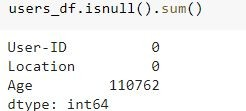 users_df.isnull().sum()
User-ID 0
Location 0
Age 110762
dtype: int64